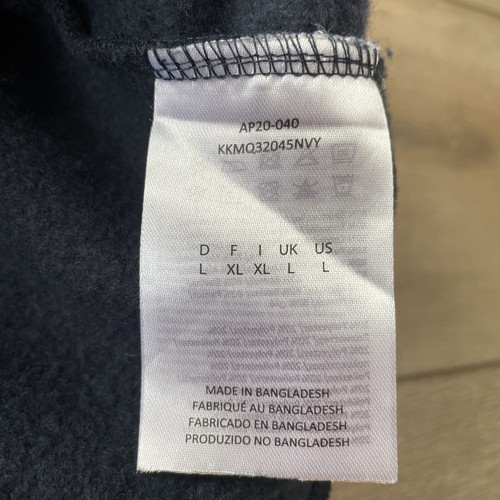 AP20-040
KKMQ32045NVY
D F I UK US
L XL XL L L
MADE IN BANGLADESH
FABRIQUÉ AU BANGLADESH
FABRICADO EN BANGLADESH
PRODUZIDO NO BANGLADESH